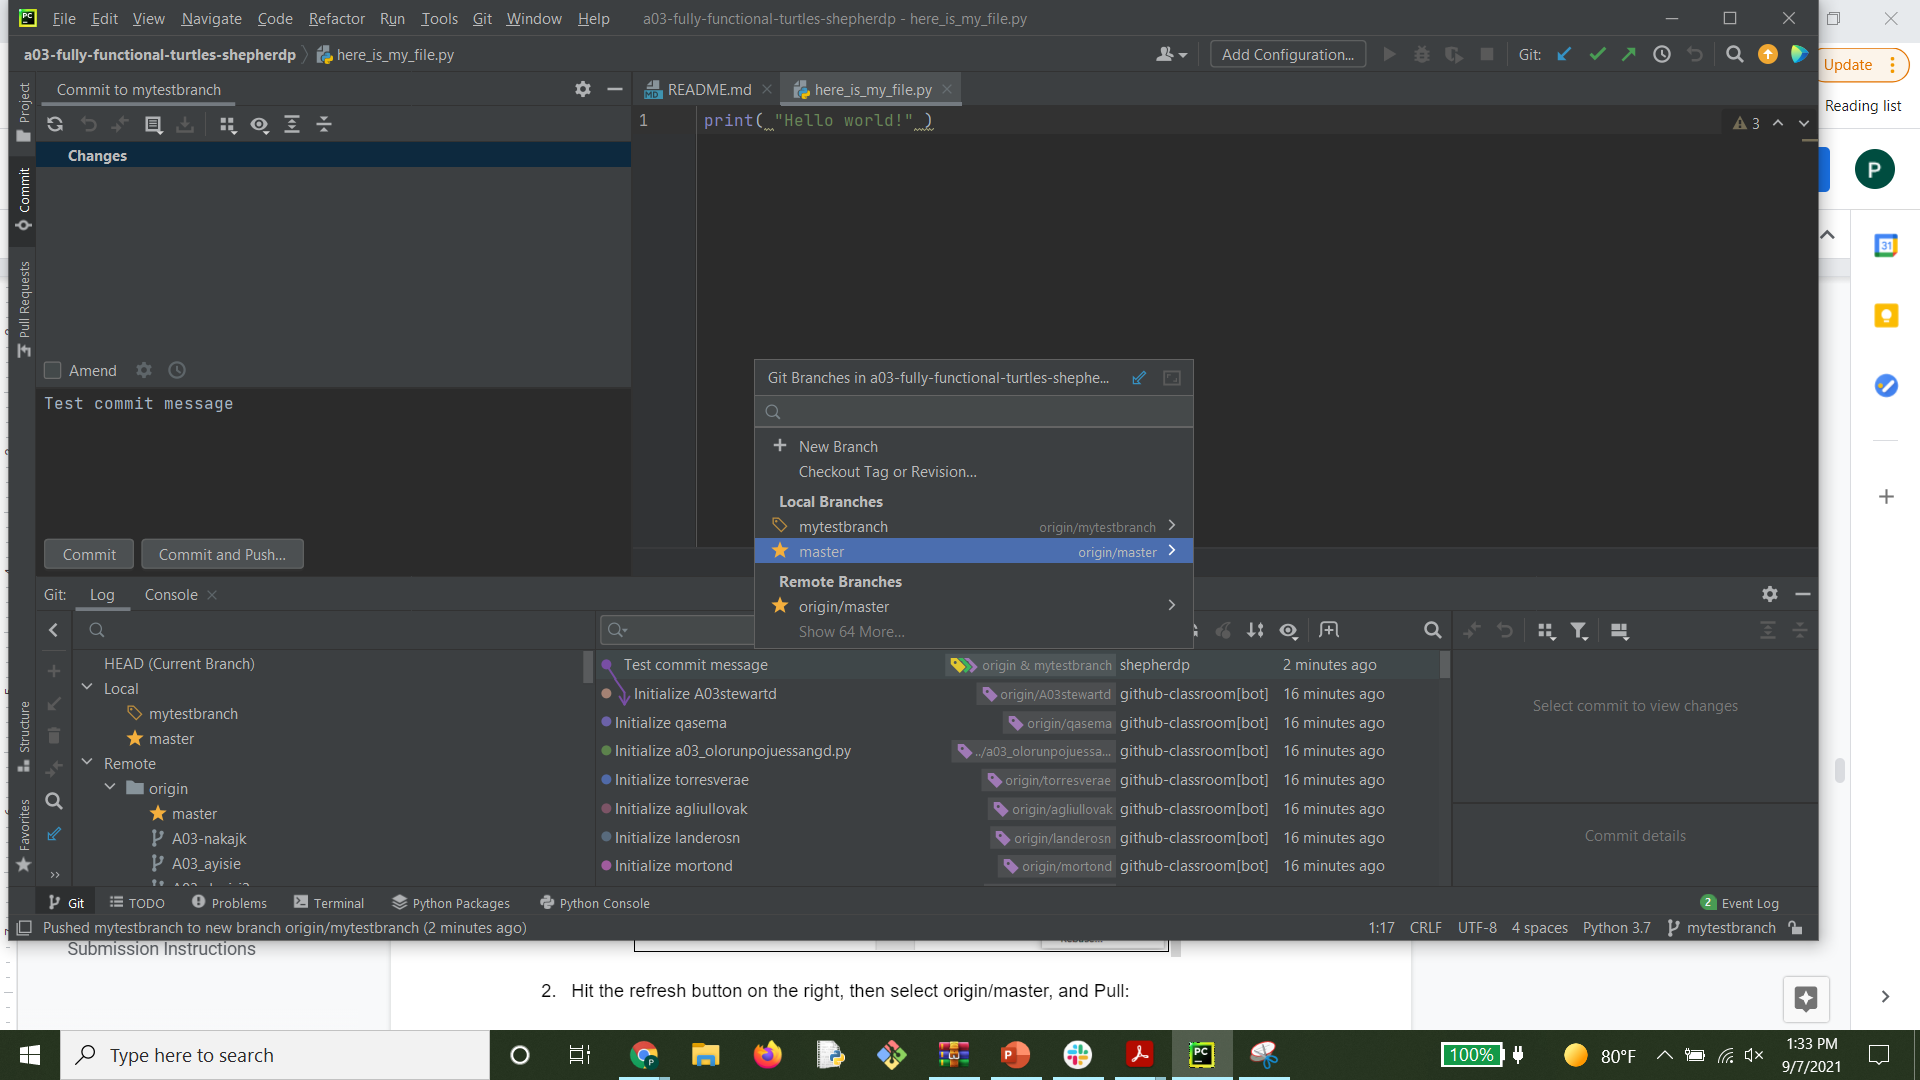 File Edit View Navigate Code Refactor Run Tools Git Window Help a03-fully-functional-turtles-shepherdp - here_is_my_file.py
a03-fully-functional-turtles-shepherdp here_is_my_file.py Add Configuration... Git:
Update
Reading list
P
31
Project
Commit
Pull Requests
Structure
Favorites
Commit to mytestbranch
Changes
Amend
Test commit message
Commit Commit and Push...
README.md here_is_my_file.py
1 print( "Hello world!" )
3
Git Branches in a03-fully-functional-turtles-shephe...
New Branch
Checkout Tag or Revision...
Local Branches
mytestbranch origin/mytestbranch
master origin/master
Remote Branches
origin/master
Show 64 More...
Git: Log Console
HEAD (Current Branch)
Local
mytestbranch
master
Remote
origin
master
A03-nakajk
A03_ayisie
Test commit message origin & mytestbranch shepherdp 2 minutes ago
Initialize A03stewartd origin/A03stewartd github-classroom[bot] 16 minutes ago
Initialize qasema origin/qasema github-classroom[bot] 16 minutes ago
Initialize a03_olorunpojuessangd.py ../a03_olorunpojuessa... github-classroom[bot] 16 minutes ago
Initialize torresverae origin/torresverae github-classroom[bot] 16 minutes ago
Initialize agliullovak origin/agliullovak github-classroom[bot] 16 minutes ago
Initialize landerosn origin/landerosn github-classroom[bot] 16 minutes ago
Initialize mortond origin/mortond github-classroom[bot] 16 minutes ago
Select commit to view changes
Commit details
Git TODO Problems Terminal Python Packages Python Console 2 Event Log
Pushed mytestbranch to new branch origin/mytestbranch (2 minutes ago) 1:17 CRLF UTF-8 4 spaces Python 3.7 mytestbranch
Submission Instructions
2. Hit the refresh button on the right, then select origin/master, and Pull:
Type here to search
100% 80°F 1:33 PM
9/7/2021